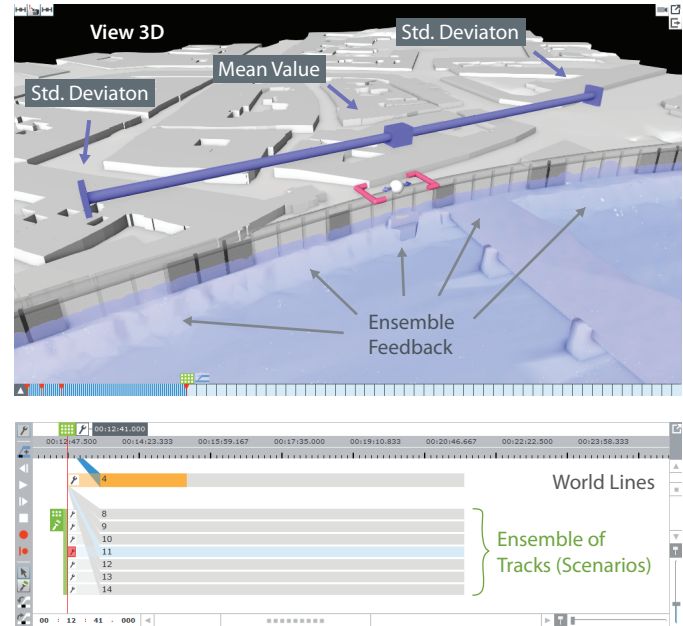 View 3D
Std. Deviaton
Mean Value
Std. Deviaton
Ensemble
Feedback
00:12:41.000
00:12:47.500 00:14:23.333 00:15:59.167 00:17:35.000 00:19:10.833 00:20:46.667 00:22:22.500 00:23:58.333
4
World Lines
8
9
10
11
12
13
14
Ensemble of
Tracks (Scenarios)
00 : 12 : 41 . 000